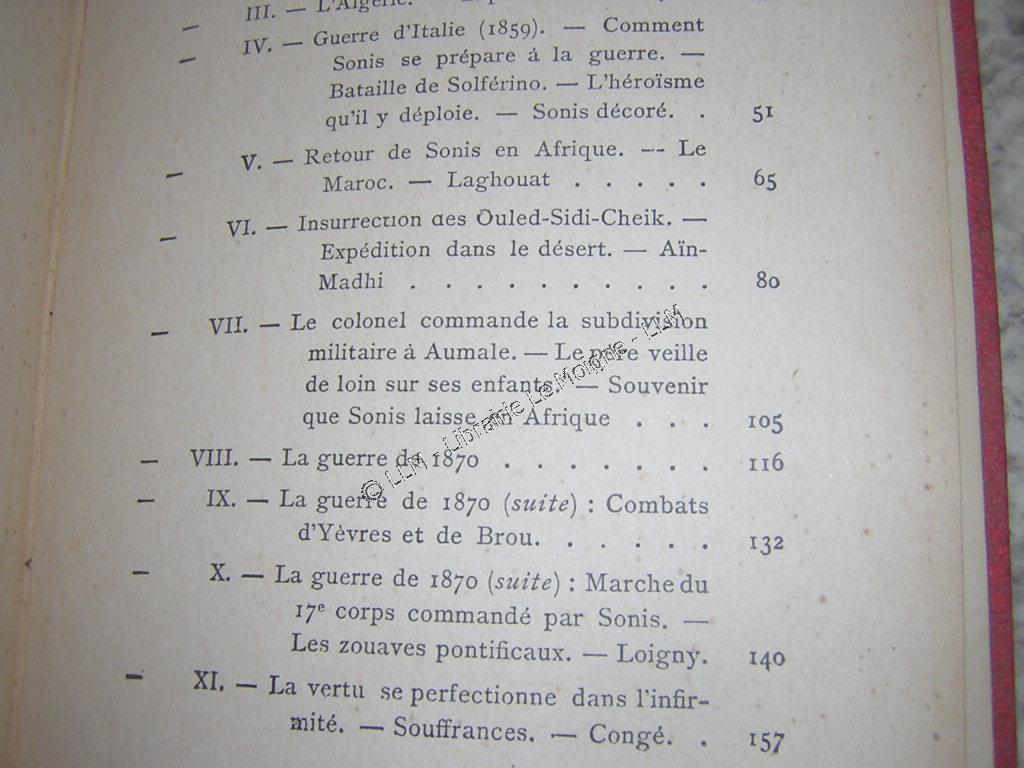 III. — L'Algérie. —
— IV. — Guerre d'Italie (1859). — Comment
Sonis se prépare à la guerre. —
Bataille de Solférino. — L'héroïsme
qu'il y déploie. — Sonis décoré. . 51
— V. — Retour de Sonis en Afrique. — Le
Maroc. — Laghouat . . . . . 65
— VI. — Insurrection des Ouled-Sidi-Cheik. —
Expédition dans le désert. — Aïn-
Madhi . . . . . . . . . . 80
— VII. — Le colonel commande la subdivision
militaire à Aumale. — Le père veille
de loin sur ses enfants. — Souvenir
que Sonis laisse en Afrique . . . 105
— VIII. — La guerre de 1870 . . . . . . . 116
— IX. — La guerre de 1870 (suite) : Combats
d'Yèvres et de Brou. . . . . . 132
— X. — La guerre de 1870 (suite) : Marche du
17e corps commandé par Sonis. —
Les zouaves pontificaux. — Loigny. 140
— XI. — La vertu se perfectionne dans l'infir-
mité. — Souffrances. — Congé. . 157
© LLM - Librairie Le Moigne - LLM